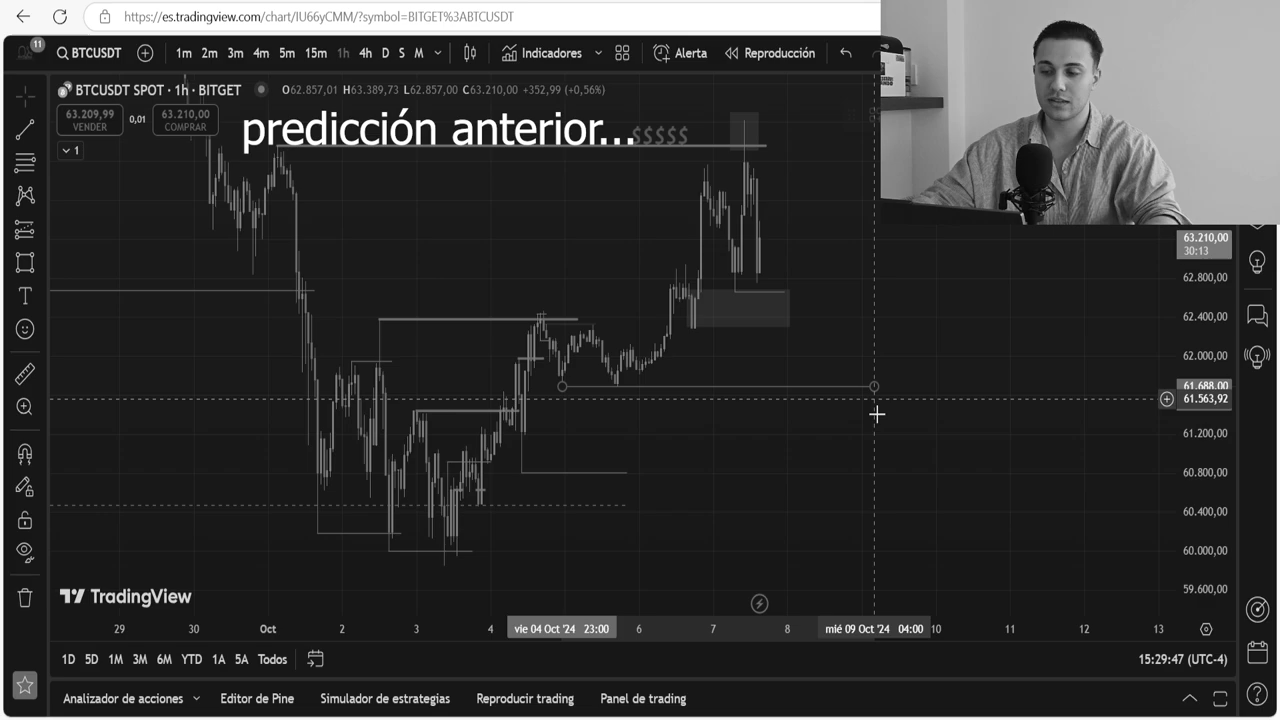 https://es.tradingview.com/chart/IU66yCMM/?symbol=BITGET%3ABTCUSDT
11
BTCUSDT 1m 2m 3m 4m 5m 15m 1h 4h D S M Indicadores Alerta Reproducción
BTCUSDT SPOT · 1h · BITGET O62.857,01 H63.389,73 L62.857,00 C63.210,00 +352,99 (+0,56%)
63.209,99 VENDER 0,01 63.210,00 COMPRAR
1
predicción anterior...$$$$$
63.210,00
30:13
62.800,00
62.400,00
62.000,00
61.688,00
61.563,92
61.200,00
60.800,00
60.400,00
60.000,00
59.600,00
TradingView
29 30 Oct 2 3 4 vie 04 Oct '24 23:00 6 7 8 mié 09 Oct '24 04:00 10 11 12 13
1D 5D 1M 3M 6M YTD 1A 5A Todos 15:29:47 (UTC-4)
Analizador de acciones Editor de Pine Simulador de estrategias Reproducir trading Panel de trading